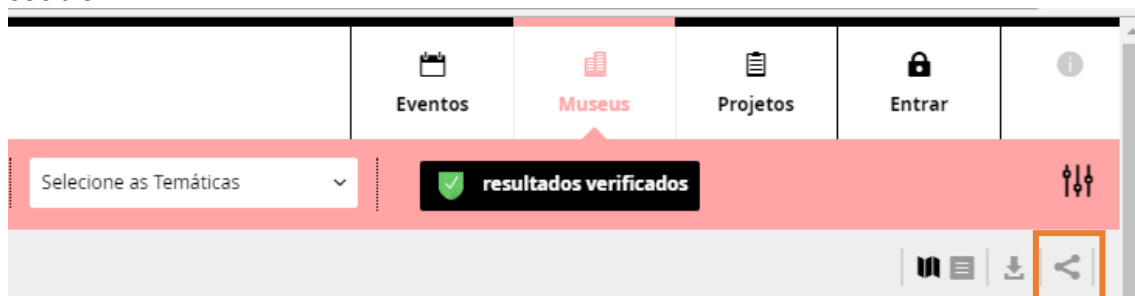 Eventos
Museus
Projetos
Entrar
Selecione as Temáticas
resultados verificados